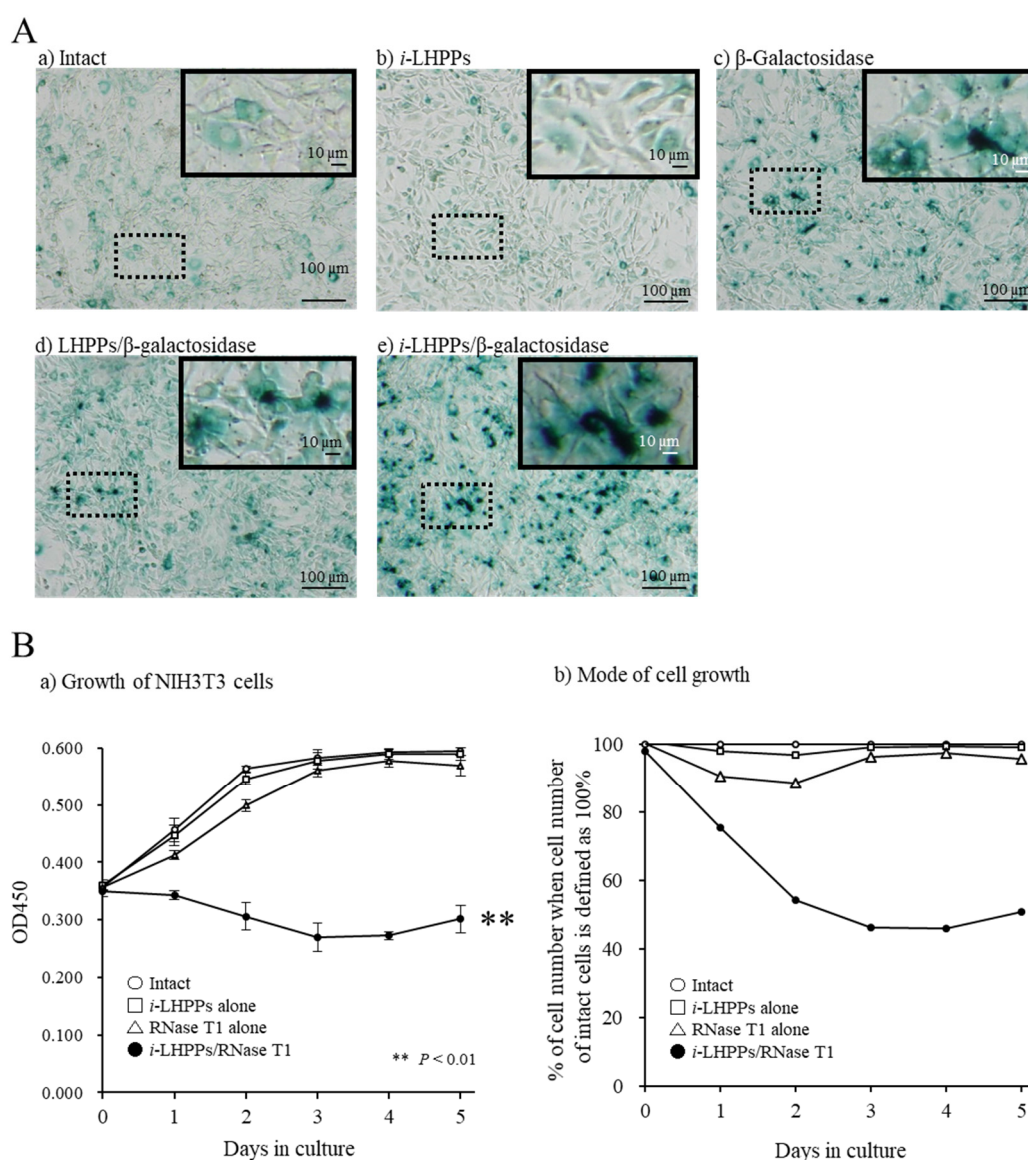 A
a) Intact
b) i-LHPPs
c) β-Galactosidase
10 μm
100 μm
10 μm
100 μm
10 μm
100 μm
d) LHPPs/β-galactosidase
e) i-LHPPs/β-galactosidase
10 μm
100 μm
10 μm
100 μm
B
a) Growth of NIH3T3 cells
0.600
0.500
0.400
0.300
0.200
0.100
0.000
OD450
**
Intact
i-LHPPs alone
RNase T1 alone
i-LHPPs/RNase T1
** P < 0.01
0 1 2 3 4 5
Days in culture
b) Mode of cell growth
100
80
60
40
20
0
% of cell number when cell number
of intact cells is defined as 100%
Intact
i-LHPPs alone
RNase T1 alone
i-LHPPs/RNase T1
0 1 2 3 4 5
Days in culture